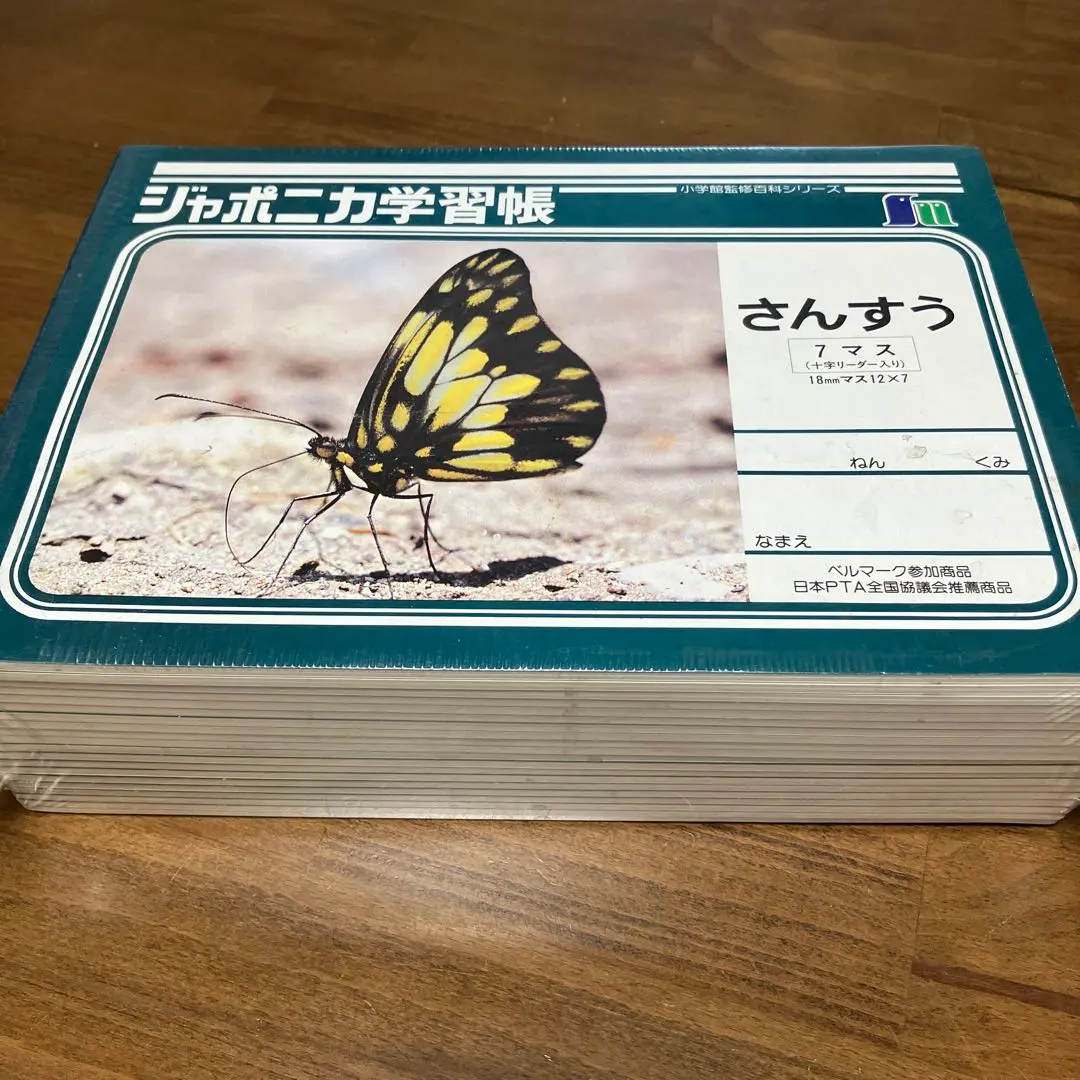 ジャポニカ学習帳
小学館監修百科シリーズ
さんすう
7マス
(十字リーダー入り)
18mmマス12×7
ねん くみ
なまえ
ベルマーク参加商品
日本PTA全国協議会推薦商品